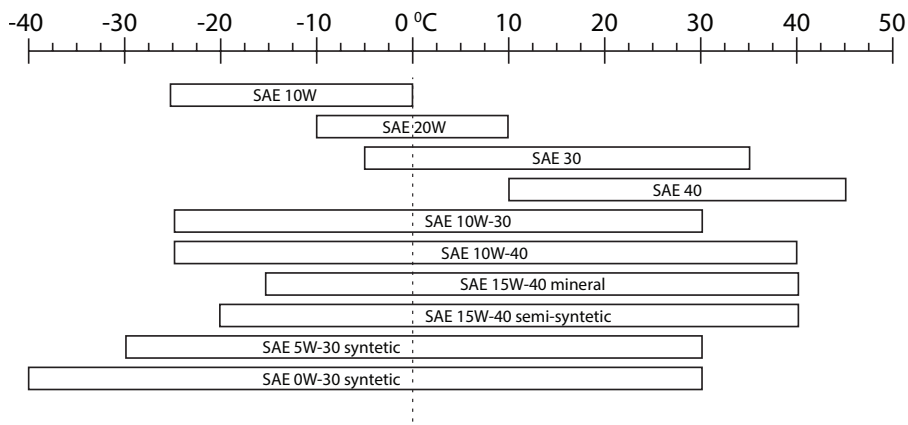 -40 -30 -20 -10 0 ⁰C 10 20 30 40 50
SAE 10W
SAE 20W
SAE 30
SAE 40
SAE 10W-30
SAE 10W-40
SAE 15W-40 mineral
SAE 15W-40 semi-syntetic
SAE 5W-30 syntetic
SAE 0W-30 syntetic